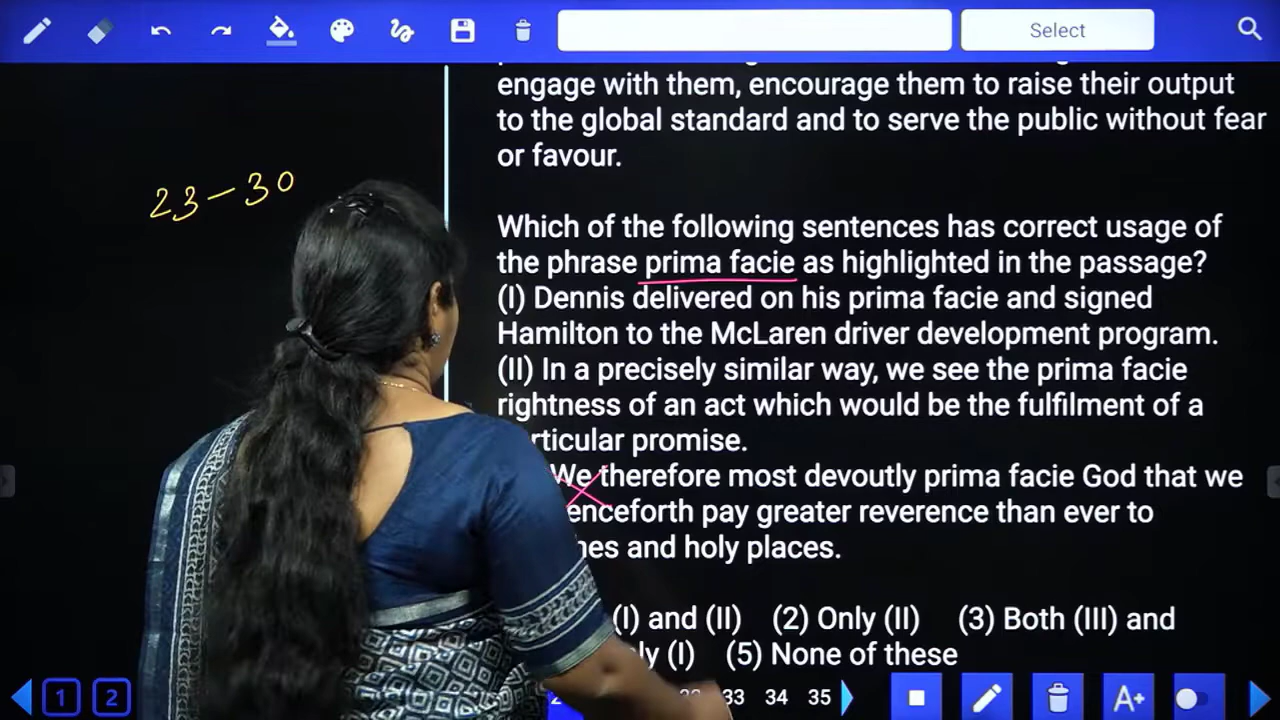 Select
engage with them, encourage them to raise their output
to the global standard and to serve the public without fear
or favour.
23-30
Which of the following sentences has correct usage of
the phrase prima facie as highlighted in the passage?
(I) Dennis delivered on his prima facie and signed
Hamilton to the McLaren driver development program.
(II) In a precisely similar way, we see the prima facie
rightness of an act which would be the fulfilment of a
promise.
We therefore most devoutly prima facie God that we
pay greater reverence than ever to
and holy places.
(I) and (II) (2) Only (II) (3) Both (III) and
(I) (5) None of these
1 2 33 34 35 A+